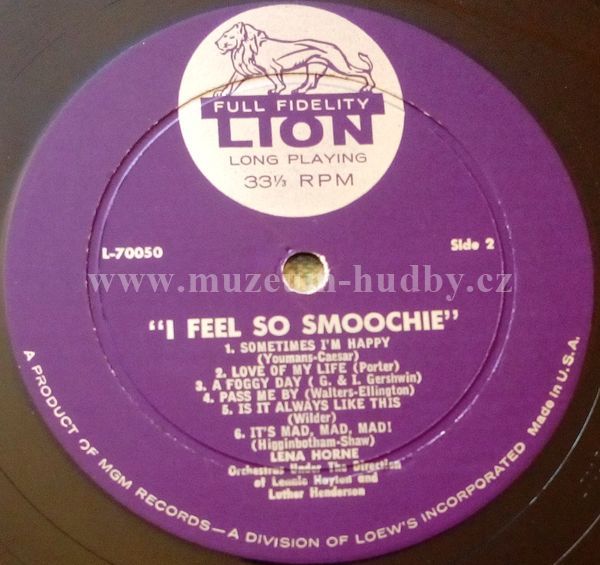 FULL FIDELITY
LION
LONG PLAYING
33⅓ RPM
L-70050
Side 2
www.muzeum-hudby.cz
"I FEEL SO SMOOCHIE"
1. SOMETIMES I'M HAPPY
(Youmans-Caesar)
2. LOVE OF MY LIFE (Porter)
3. A FOGGY DAY ( G. & I. Gershwin)
4. PASS ME BY (Walters-Ellington)
5. IS IT ALWAYS LIKE THIS
(Wilder)
6. IT'S MAD, MAD, MAD!
(Higginbotham-Shaw)
LENA HORNE
Orchestras Under The Direction
of Lennie Hayton and
Luther Henderson
A PRODUCT OF MGM RECORDS—A DIVISION OF LOEW'S INCORPORATED Made in U.S.A.